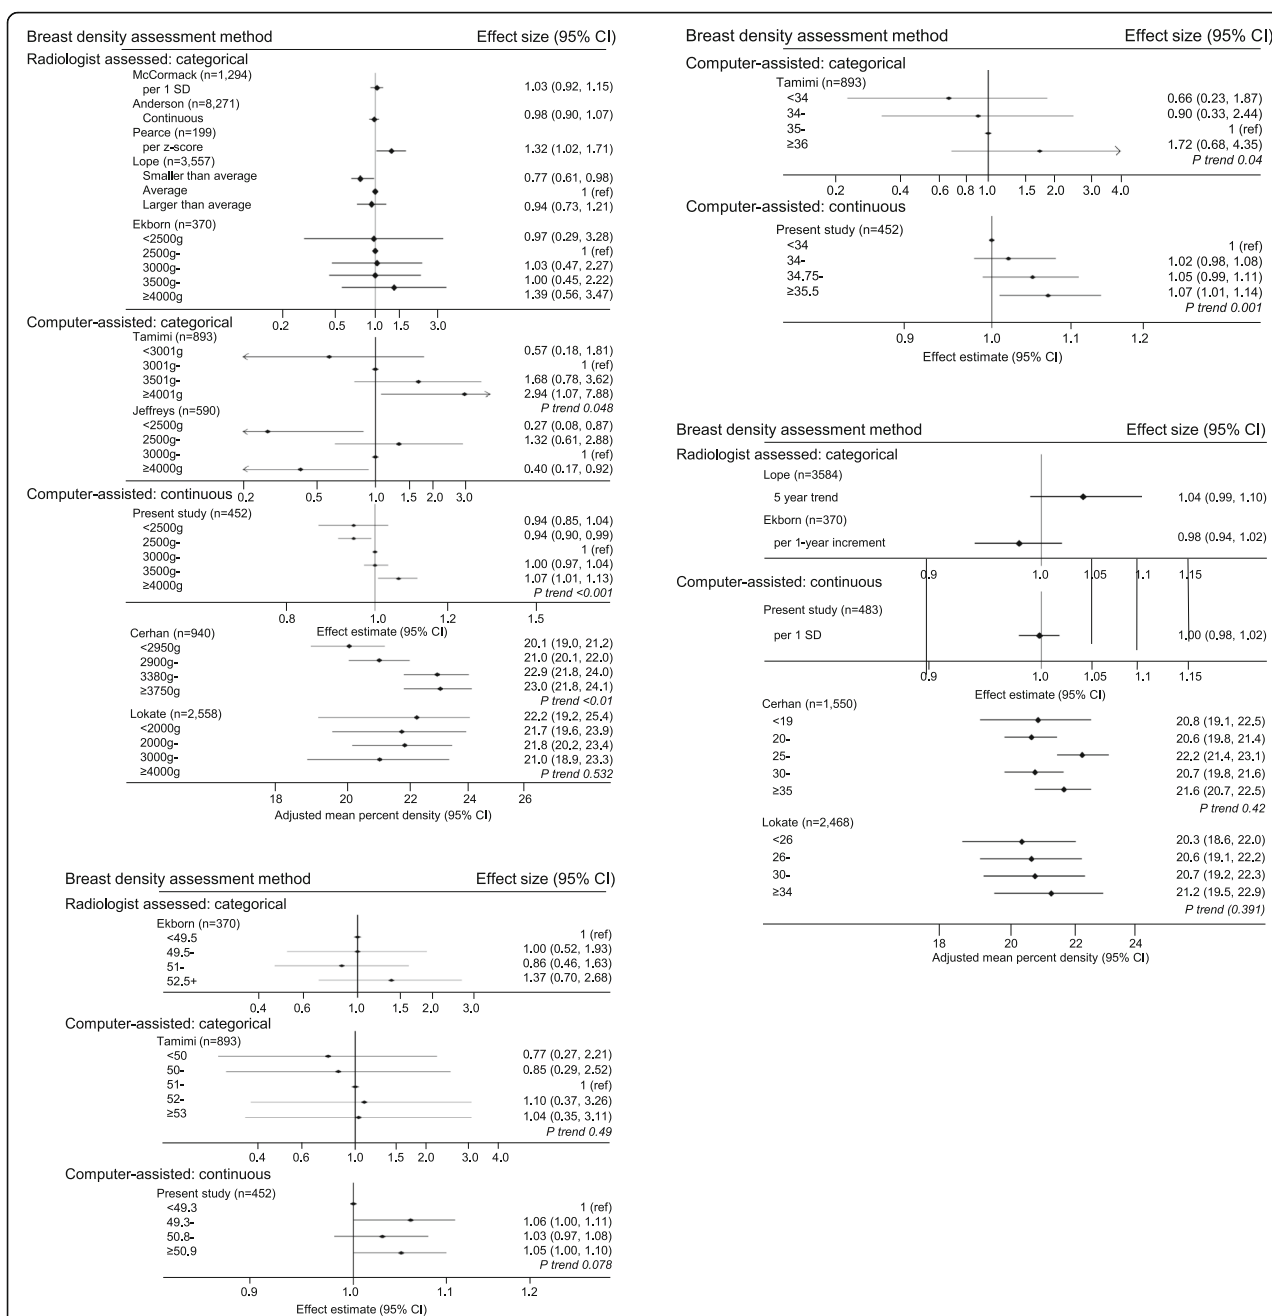 Breast density assessment method Effect size (95% CI)
Radiologist assessed: categorical
McCormack (n=1,294)
per 1 SD 1.03 (0.92, 1.15)
Anderson (n=8,271)
Continuous 0.98 (0.90, 1.07)
Pearce (n=199)
per z-score 1.32 (1.02, 1.71)
Lope (n=3,557)
Smaller than average 0.77 (0.61, 0.98)
Average 1 (ref)
Larger than average 0.94 (0.73, 1.21)
Ekborn (n=370)
<2500g 0.97 (0.29, 3.28)
2500g- 1 (ref)
3000g- 1.03 (0.47, 2.27)
3500g- 1.00 (0.45, 2.22)
≥4000g 1.39 (0.56, 3.47)
0.2 0.5 1.0 1.5 3.0
Computer-assisted: categorical
Tamimi (n=893)
<3001g 0.57 (0.18, 1.81)
3001g- 1 (ref)
3501g- 1.68 (0.78, 3.62)
≥4001g 2.94 (1.07, 7.88)
P trend 0.048
Jeffreys (n=590)
<2500g 0.27 (0.08, 0.87)
2500g- 1.32 (0.61, 2.88)
3000g- 1 (ref)
≥4000g 0.40 (0.17, 0.92)
0.2 0.5 1.0 1.5 2.0 3.0
Computer-assisted: continuous
Present study (n=452)
<2500g 0.94 (0.85, 1.04)
2500g- 0.94 (0.90, 0.99)
3000g- 1 (ref)
3500g- 1.00 (0.97, 1.04)
≥4000g 1.07 (1.01, 1.13)
P trend <0.001
0.8 1.0 1.2 1.5
Effect estimate (95% CI)
Cerhan (n=940)
<2950g 20.1 (19.0, 21.2)
2900g- 21.0 (20.1, 22.0)
3380g- 22.9 (21.8, 24.0)
≥3750g 23.0 (21.8, 24.1)
P trend <0.01
Lokate (n=2,558) 22.2 (19.2, 25.4)
<2000g 21.7 (19.6, 23.9)
2000g- 21.8 (20.2, 23.4)
3000g- 21.0 (18.9, 23.3)
≥4000g P trend 0.532
18 20 22 24 26
Adjusted mean percent density (95% CI)
Breast density assessment method Effect size (95% CI)
Radiologist assessed: categorical
Ekborn (n=370)
<49.5 1 (ref)
49.5- 1.00 (0.52, 1.93)
51- 0.86 (0.46, 1.63)
52.5+ 1.37 (0.70, 2.68)
0.4 0.6 1.0 1.5 2.0 3.0
Computer-assisted: categorical
Tamimi (n=893)
<50 0.77 (0.27, 2.21)
50- 0.85 (0.29, 2.52)
51- 1 (ref)
52- 1.10 (0.37, 3.26)
≥53 1.04 (0.35, 3.11)
P trend 0.49
0.4 0.6 1.0 1.5 2.0 3.0 4.0
Computer-assisted: continuous
Present study (n=452)
<49.3 1 (ref)
49.3- 1.06 (1.00, 1.11)
50.8- 1.03 (0.97, 1.08)
≥50.9 1.05 (1.00, 1.10)
P trend 0.078
0.9 1.0 1.1 1.2
Effect estimate (95% CI)
Breast density assessment method Effect size (95% CI)
Computer-assisted: categorical
Tamimi (n=893)
<34 0.66 (0.23, 1.87)
34- 0.90 (0.33, 2.44)
35- 1 (ref)
≥36 1.72 (0.68, 4.35)
P trend 0.04
0.2 0.4 0.6 0.8 1.0 1.5 2.0 3.0 4.0
Computer-assisted: continuous
Present study (n=452)
<34 1 (ref)
34- 1.02 (0.98, 1.08)
34.75- 1.05 (0.99, 1.11)
≥35.5 1.07 (1.01, 1.14)
P trend 0.001
0.9 1.0 1.1 1.2
Effect estimate (95% CI)
Breast density assessment method Effect size (95% CI)
Radiologist assessed: categorical
Lope (n=3584)
5 year trend 1.04 (0.99, 1.10)
Ekborn (n=370)
per 1-year increment 0.98 (0.94, 1.02)
0.9 1.0 1.05 1.1 1.15
Computer-assisted: continuous
Present study (n=483)
per 1 SD 1.00 (0.98, 1.02)
0.9 1.0 1.05 1.1 1.15
Effect estimate (95% CI)
Cerhan (n=1,550)
<19 20.8 (19.1, 22.5)
20- 20.6 (19.8, 21.4)
25- 22.2 (21.4, 23.1)
30- 20.7 (19.8, 21.6)
≥35 21.6 (20.7, 22.5)
P trend 0.42
Lokate (n=2,468)
<26 20.3 (18.6, 22.0)
26- 20.6 (19.1, 22.2)
30- 20.7 (19.2, 22.3)
≥34 21.2 (19.5, 22.9)
P trend (0.391)
18 20 22 24
Adjusted mean percent density (95% CI)